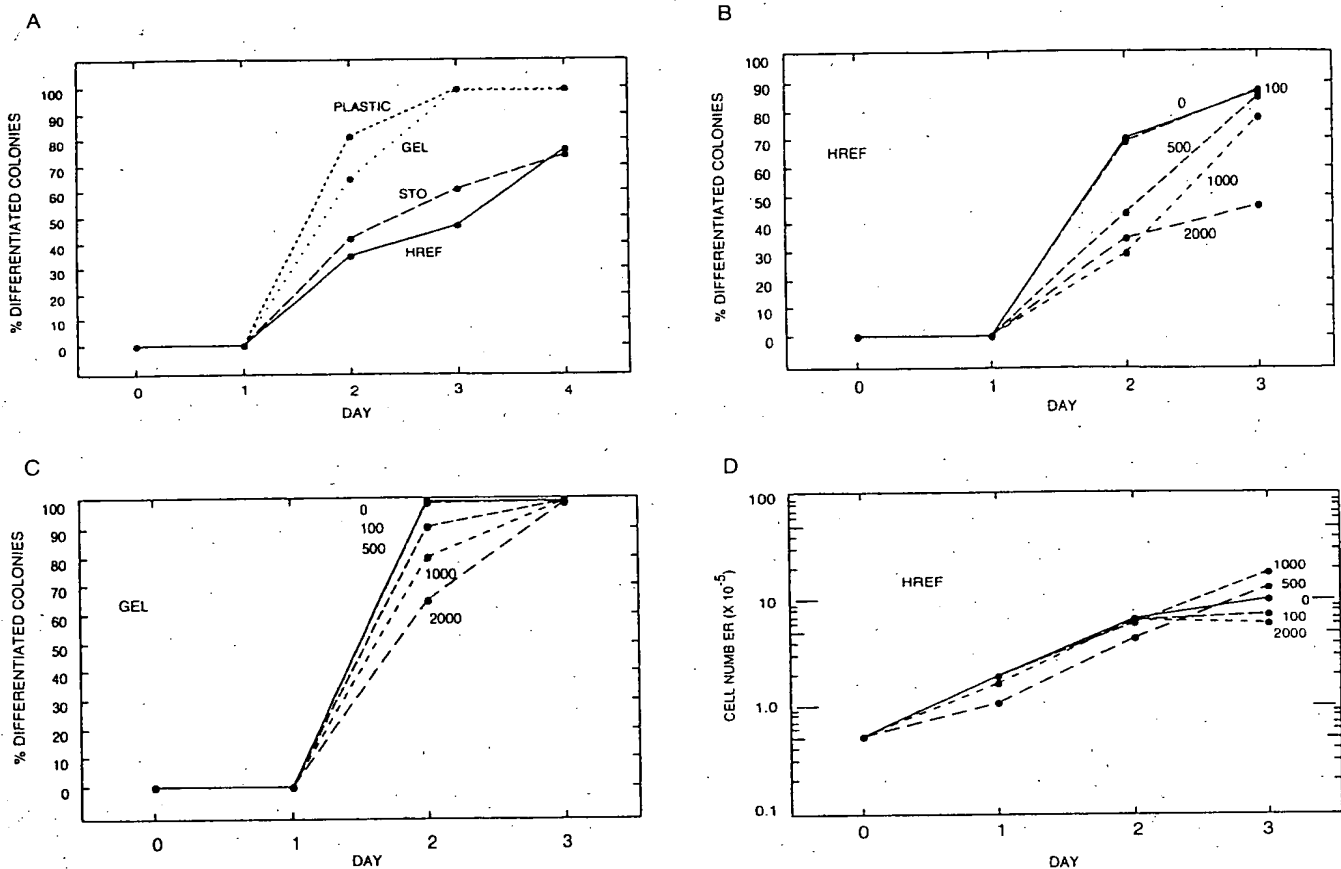 A
% DIFFERENTIATED COLONIES
100
90
80
70
60
50
40
30
20
10
0
PLASTIC
GEL
STO
HREF
0 1 2 3 4
DAY
B
% DIFFERENTIATED COLONIES
100
90
80
70
60
50
40
30
20
10
0
HREF
0
100
500
1000
2000
0 1 2 3
DAY
C
% DIFFERENTIATED COLONIES
100
90
80
70
60
50
40
30
20
10
0
GEL
0
100
500
1000
2000
0 1 2 3
DAY
D
CELL NUMBER (X 10⁻⁵)
100
10
1.0
0.1
HREF
1000
500
0
100
2000
0 1 2 3
DAY